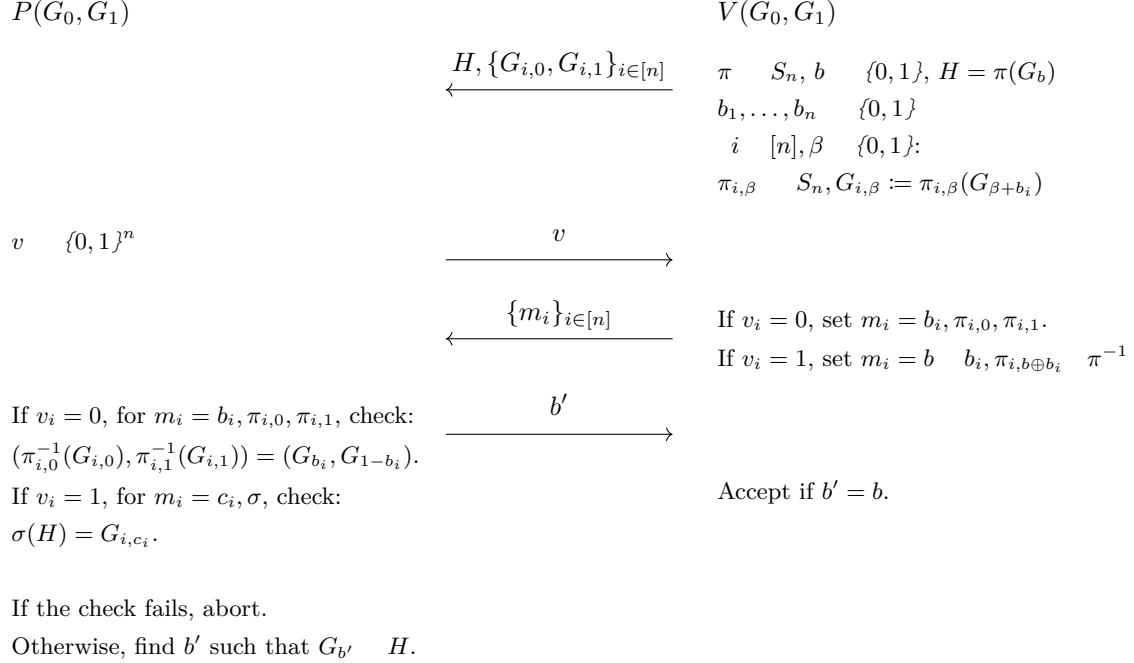 P(G_0, G_1) V(G_0, G_1)
H, {G_{i,0}, G_{i,1}}_{i∈[n]}
π S_n, b {0, 1}, H = π(G_b)
b_1, …, b_n {0, 1}
i [n], β {0, 1}:
π_{i,β} S_n, G_{i,β} := π_{i,β}(G_{β+b_i})
v {0, 1}^n
v
{m_i}_{i∈[n]}
If v_i = 0, set m_i = b_i, π_{i,0}, π_{i,1}.
If v_i = 1, set m_i = b b_i, π_{i,b⊕b_i} π^{-1}
b′
If v_i = 0, for m_i = b_i, π_{i,0}, π_{i,1}, check:
(π_{i,0}^{-1}(G_{i,0}), π_{i,1}^{-1}(G_{i,1})) = (G_{b_i}, G_{1-b_i}).
If v_i = 1, for m_i = c_i, σ, check:
σ(H) = G_{i,c_i}.
Accept if b′ = b.
If the check fails, abort.
Otherwise, find b′ such that G_{b′} H.